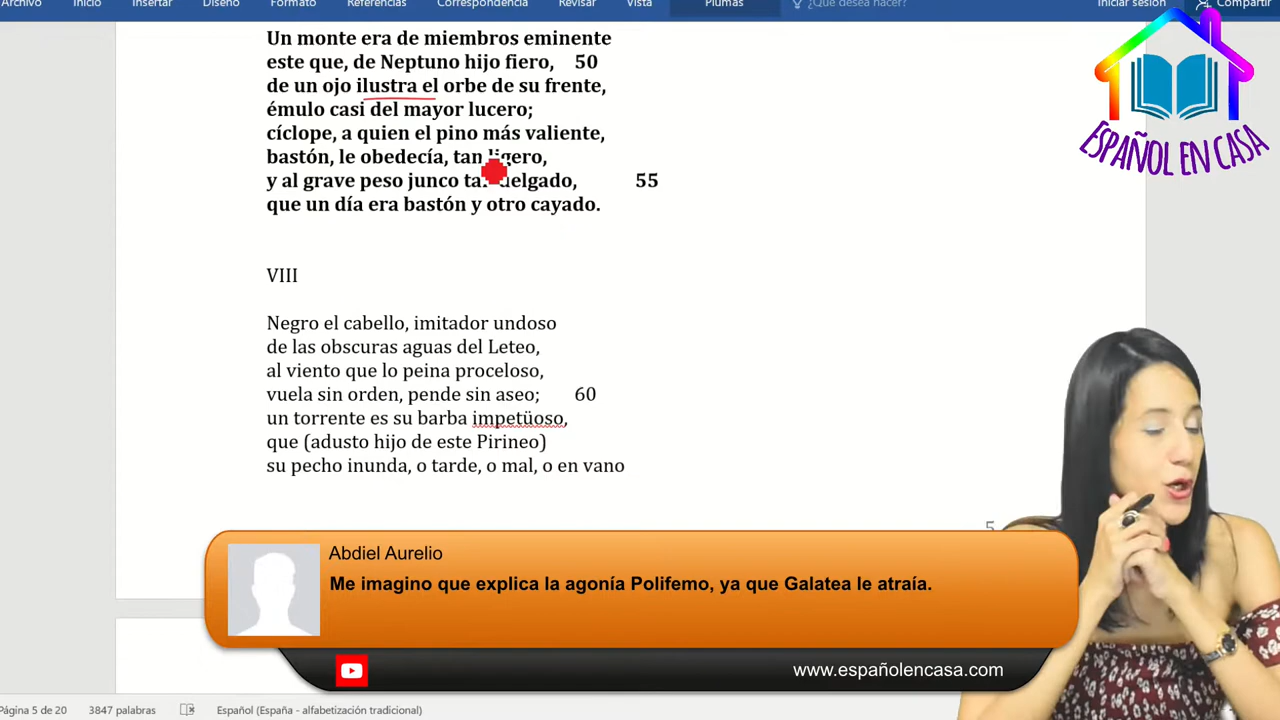 Archivo Inicio Insertar Diseño Formato Referencias Correspondencia Revisar Vista Plumas ¿Qué desea hacer? Iniciar sesión Compartir
Un monte era de miembros eminente
este que, de Neptuno hijo fiero, 50
de un ojo ilustra el orbe de su frente,
émulo casi del mayor lucero;
cíclope, a quien el pino más valiente,
bastón, le obedecía, tan ligero,
y al grave peso junco tan delgado, 55
que un día era bastón y otro cayado.
VIII
Negro el cabello, imitador undoso
de las obscuras aguas del Leteo,
al viento que lo peina proceloso,
vuela sin orden, pende sin aseo; 60
un torrente es su barba impetüoso,
que (adusto hijo de este Pirineo)
su pecho inunda, o tarde, o mal, o en vano
5
ESPAÑOL EN CASA
Abdiel Aurelio
Me imagino que explica la agonía Polifemo, ya que Galatea le atraía.
www.españolencasa.com
Página 5 de 20 3847 palabras Español (España - alfabetización tradicional)